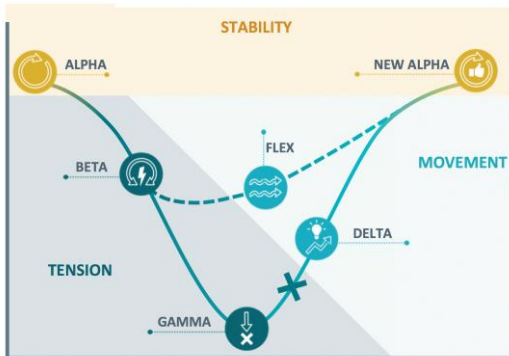 STABILITY
ALPHA
NEW ALPHA
FLEX
BETA
MOVEMENT
DELTA
TENSION
GAMMA